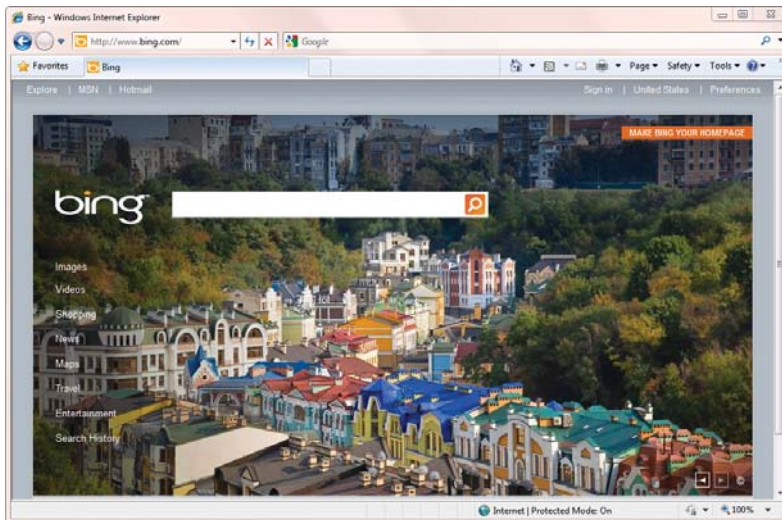 Bing - Windows Internet Explorer
http://www.bing.com/ Google
Favorites Bing Page Safety Tools
Explore | MSN | Hotmail Sign in | United States | Preferences
MAKE BING YOUR HOMEPAGE
bing
Images
Videos
Shopping
News
Maps
Travel
Entertainment
Search History
©
Internet | Protected Mode: On 100%